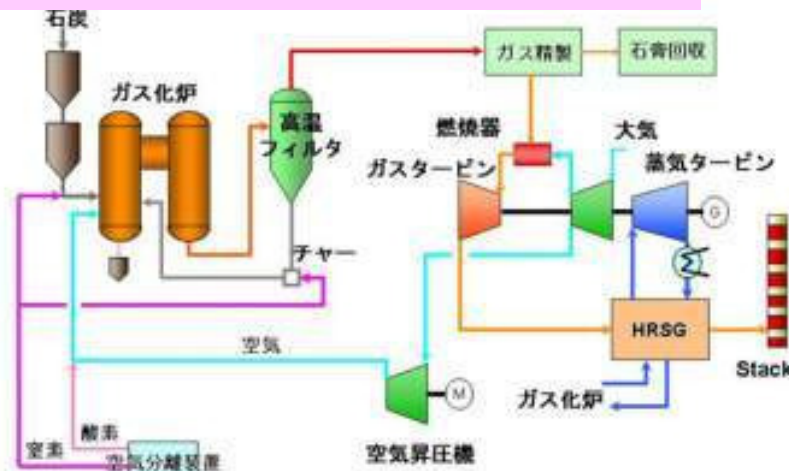 石炭
ガス化炉
高温
フィルタ
ガス精製
石膏回収
燃焼器
大気
ガスタービン
蒸気タービン
G
チャー
HRSG
Stack
空気
M
ガス化炉
酸素
窒素
空気分離装置
空気昇圧機